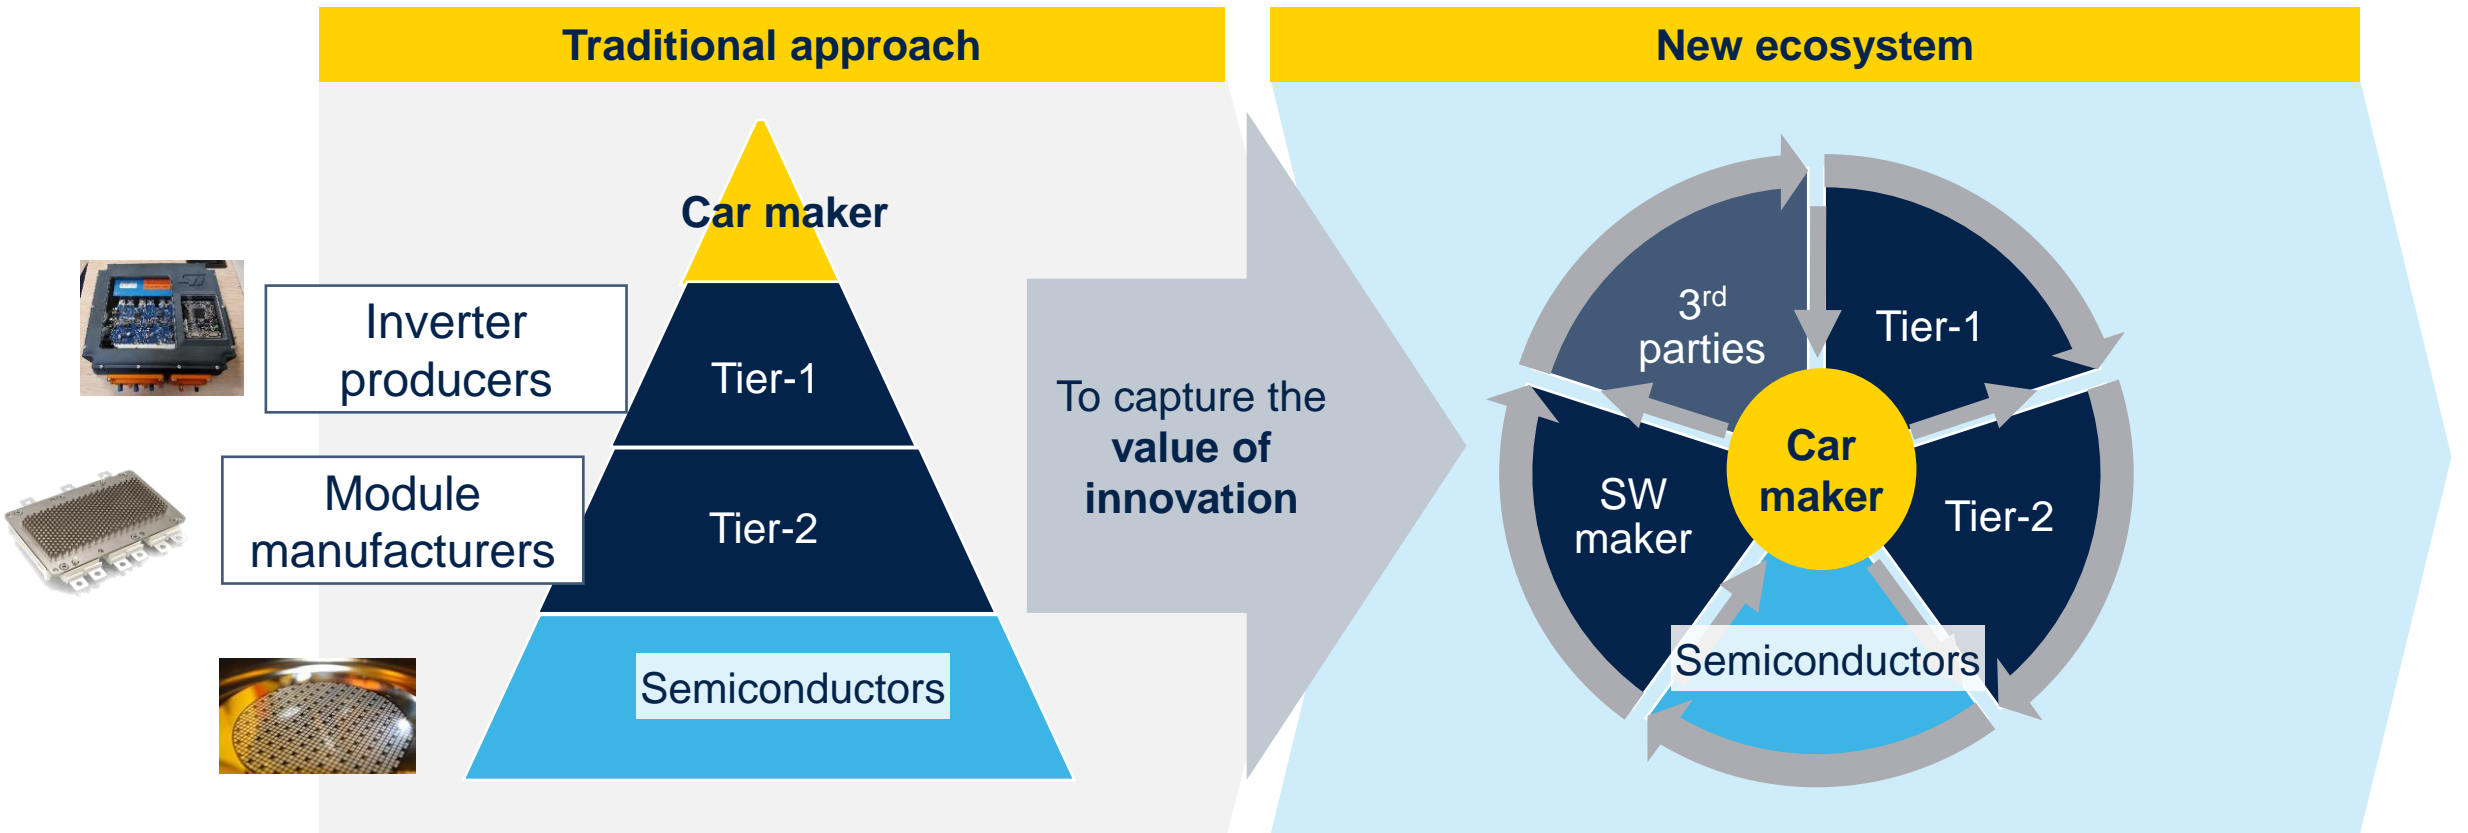 Traditional approach
New ecosystem
Car maker
Inverter
producers
Tier-1
Module
manufacturers
Tier-2
Semiconductors
To capture the
value of
innovation
3rd
parties
Tier-1
Car
maker
SW
maker
Tier-2
Semiconductors